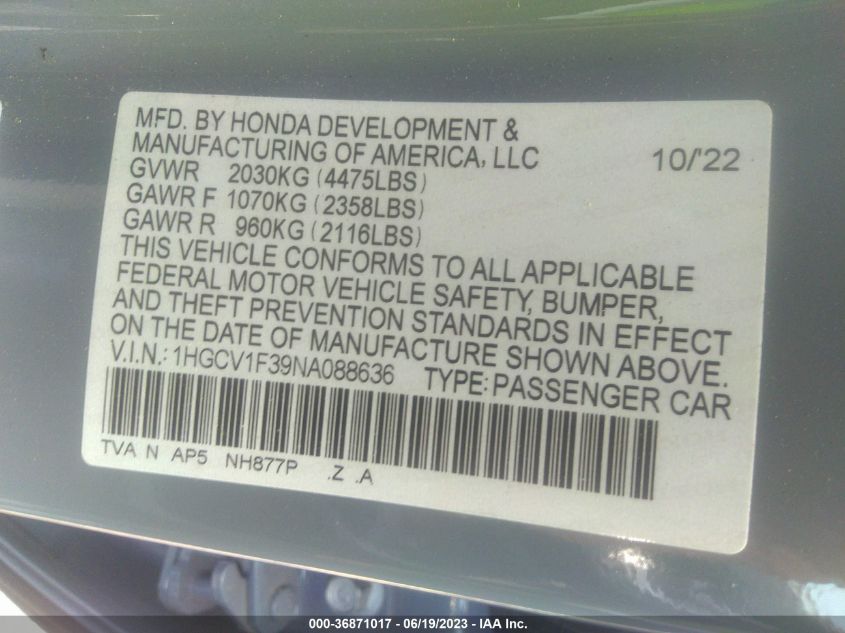 MFD. BY HONDA DEVELOPMENT &
MANUFACTURING OF AMERICA, LLC 10/'22
GVWR 2030KG (4475LBS)
GAWR F 1070KG (2358LBS)
GAWR R 960KG (2116LBS)
THIS VEHICLE CONFORMS TO ALL APPLICABLE
FEDERAL MOTOR VEHICLE SAFETY, BUMPER,
AND THEFT PREVENTION STANDARDS IN EFFECT
ON THE DATE OF MANUFACTURE SHOWN ABOVE.
V.I.N.: 1HGCV1F39NA088636 TYPE: PASSENGER CAR
TVA N AP5 NH877P .Z .A
000-36871017 - 06/19/2023 - IAA Inc.